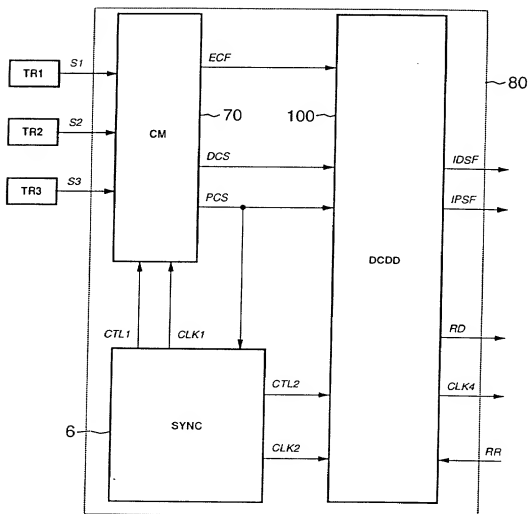 TR1
S1
TR2
S2
TR3
S3
CM
70
ECF
DCS
PCS
100
DCDD
80
IDSF
IPSF
RD
CLK4
RR
CTL1
CLK1
6
SYNC
CTL2
CLK2